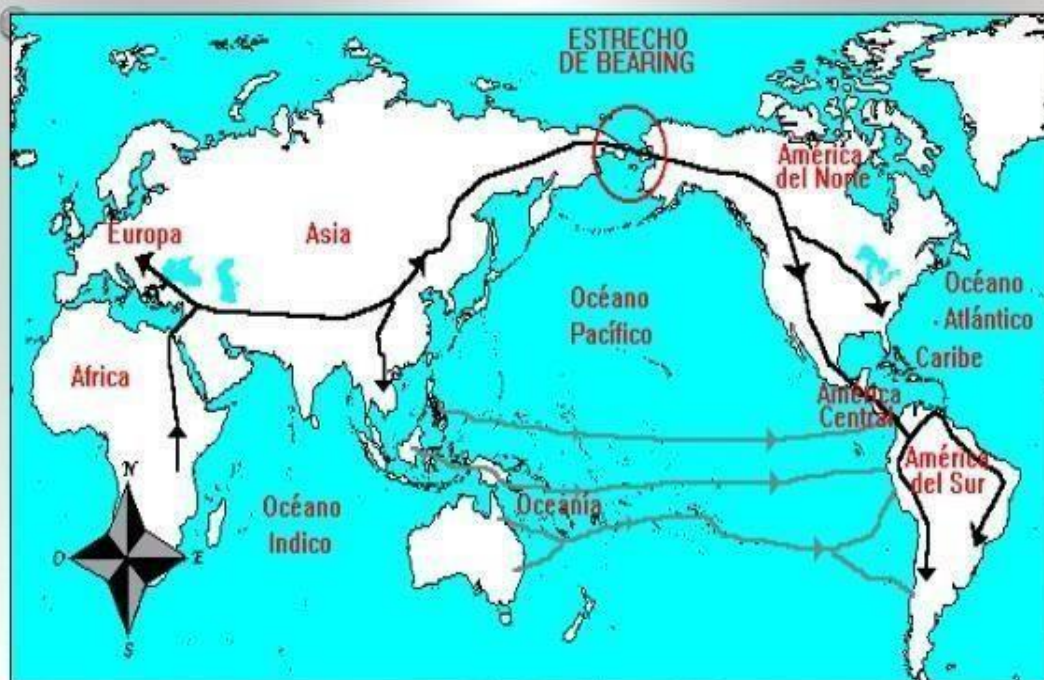 ESTRECHO
DE BEARING
América
del Norte
Europa
Asia
Océano
Pacífico
Océano
Atlántico
Caribe
Africa
América
Central
América
del Sur
Océano
Indico
Oceanía
N
O
E
S